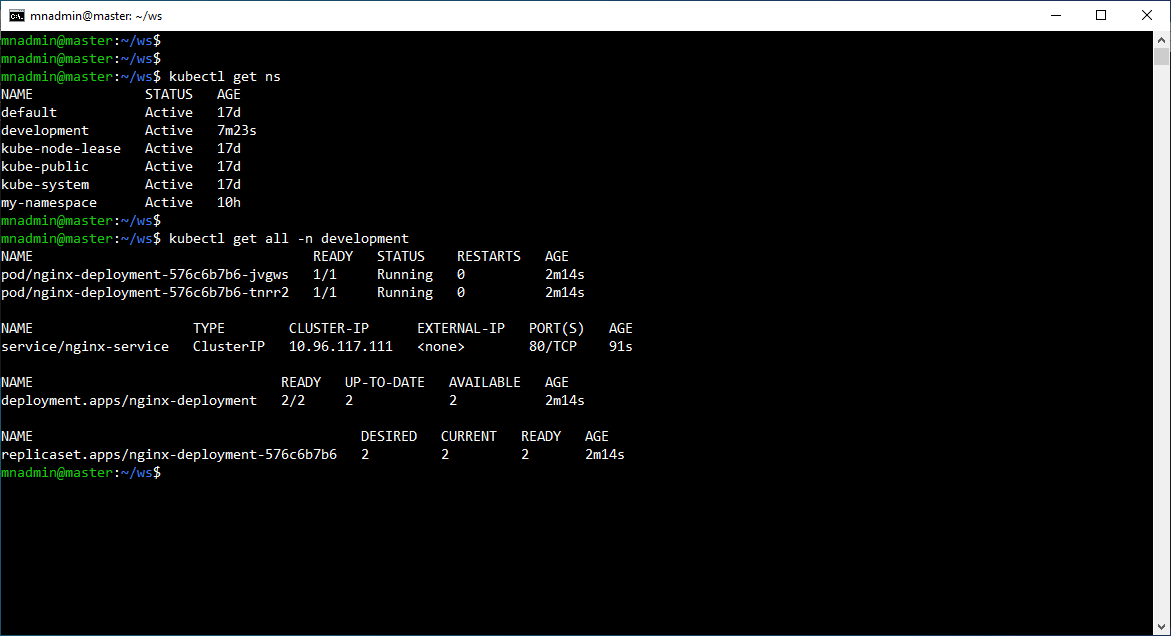 mnadmin@master: ~/ws
mnadmin@master:~/ws$
mnadmin@master:~/ws$
mnadmin@master:~/ws$ kubectl get ns
NAME              STATUS   AGE
default           Active   17d
development       Active   7m23s
kube-node-lease   Active   17d
kube-public       Active   17d
kube-system       Active   17d
my-namespace      Active   10h
mnadmin@master:~/ws$
mnadmin@master:~/ws$ kubectl get all -n development
NAME                                   READY   STATUS    RESTARTS   AGE
pod/nginx-deployment-576c6b7b6-jvgws   1/1     Running   0          2m14s
pod/nginx-deployment-576c6b7b6-tnrr2   1/1     Running   0          2m14s
NAME                    TYPE        CLUSTER-IP      EXTERNAL-IP   PORT(S)   AGE
service/nginx-service   ClusterIP   10.96.117.111   <none>        80/TCP    91s
NAME                               READY   UP-TO-DATE   AVAILABLE   AGE
deployment.apps/nginx-deployment   2/2     2            2           2m14s
NAME                                         DESIRED   CURRENT   READY   AGE
replicaset.apps/nginx-deployment-576c6b7b6   2         2         2       2m14s
mnadmin@master:~/ws$